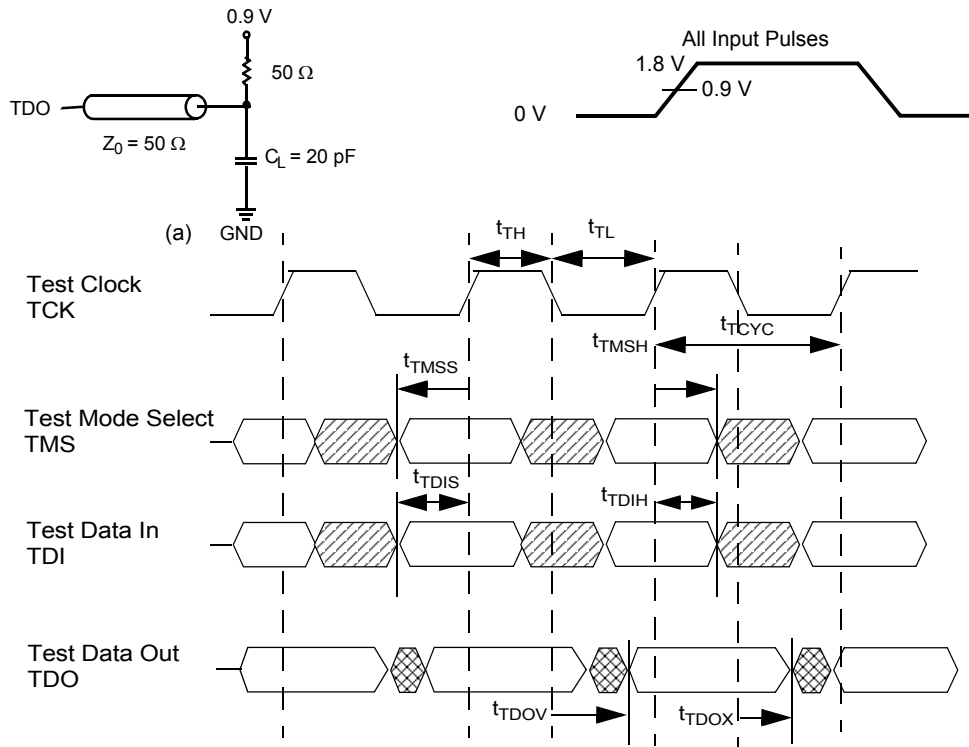 0.9 V
All Input Pulses
50 Ω
1.8 V
0.9 V
TDO
0 V
Z0 = 50 Ω
CL = 20 pF
(a)
GND
tTH
tTL
Test Clock
TCK
tTCYC
tTMSH
tTMSS
Test Mode Select
TMS
tTDIS
tTDIH
Test Data In
TDI
Test Data Out
TDO
tTDOV
tTDOX